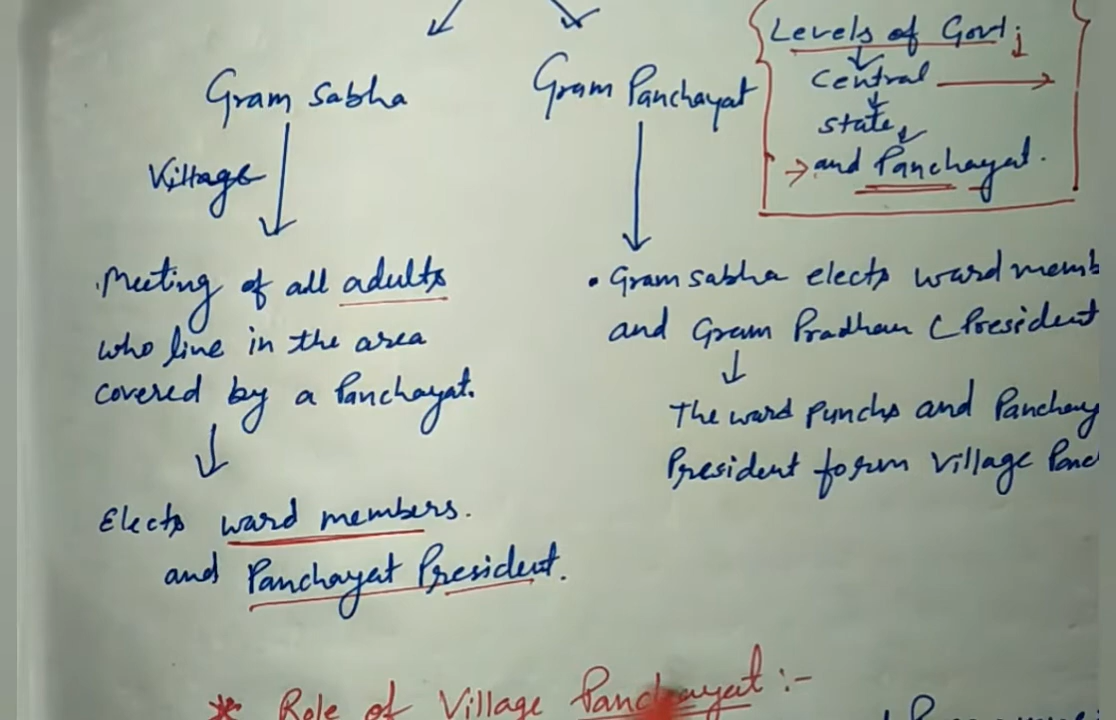 Gram Sabha
Village
Meeting of all adults
who live in the area
covered by a Panchayat.
Elects ward members.
and Panchayat President.
Gram Panchayat
• Gram sabha elects ward memb
and Gram Pradhan (President
The ward Punchs and Panchay
President form Village Panc
Levels of Govt;
Central
state
and Panchayat.
* Role of Village Panchayat :-